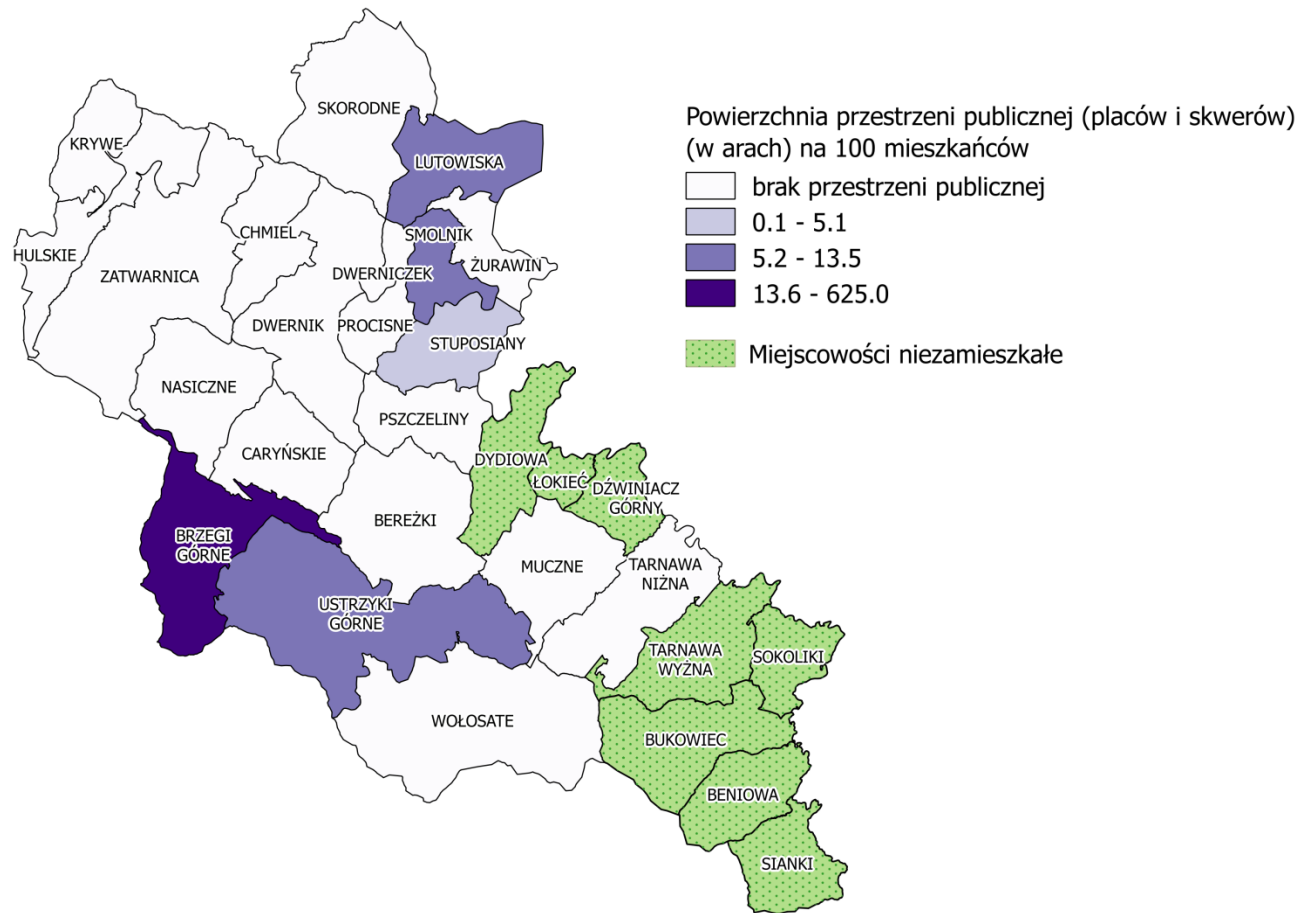 SKORODNE
KRYWE
LUTOWISKA
HULSKIE
ZATWARNICA
CHMIEL
SMOLNIK
DWERNICZEK
ŻURAWIN
DWERNIK
PROCISNE
STUPOSIANY
NASICZNE
PSZCZELINY
CARYŃSKIE
DYDIOWA
ŁOKIEĆ
DŹWINIACZ
GÓRNY
BEREŻKI
BRZEGI
GÓRNE
MUCZNE
TARNAWA
NIŻNA
USTRZYKI
GÓRNE
TARNAWA
WYŻNA
SOKOLIKI
WOŁOSATE
BUKOWIEC
BENIOWA
SIANKI
Powierzchnia przestrzeni publicznej (placów i skwerów)
(w arach) na 100 mieszkańców
brak przestrzeni publicznej
0.1 - 5.1
5.2 - 13.5
13.6 - 625.0
Miejscowości niezamieszkałe